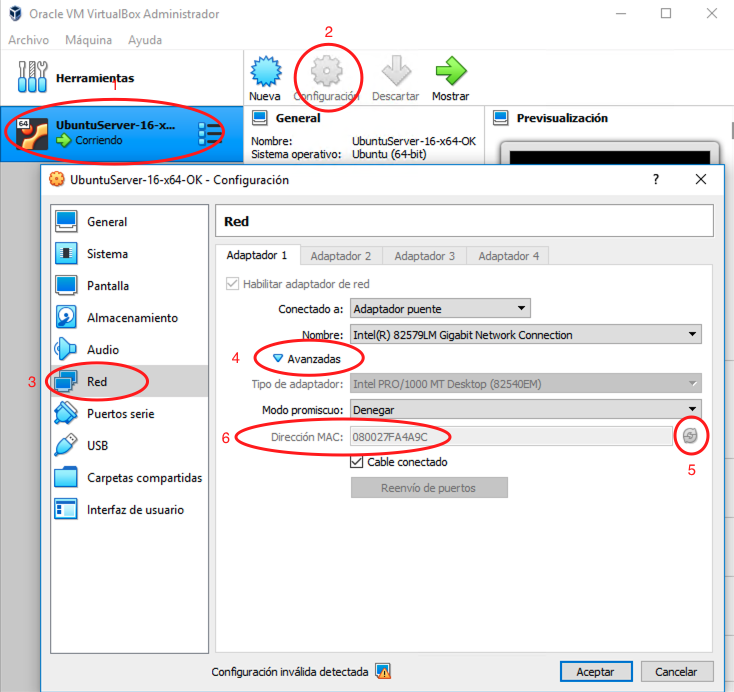 Oracle VM VirtualBox Administrador
Archivo Máquina Ayuda
2
Herramientas
1
Nueva Configuración Descartar Mostrar
64
UbuntuServer-16-x...
Corriendo
General
Nombre: UbuntuServer-16-x64-OK
Sistema operativo: Ubuntu (64-bit)
Previsualización
UbuntuServer-16-x64-OK - Configuración ?
General
Sistema
Pantalla
Almacenamiento
Audio
3 Red
Puertos serie
USB
Carpetas compartidas
Interfaz de usuario
Red
Adaptador 1 Adaptador 2 Adaptador 3 Adaptador 4
Habilitar adaptador de red
Conectado a: Adaptador puente
Nombre: Intel(R) 82579LM Gigabit Network Connection
4 Avanzadas
Tipo de adaptador: Intel PRO/1000 MT Desktop (82540EM)
Modo promiscuo: Denegar
6 Dirección MAC: 080027FA4A9C
5
Cable conectado
Reenvío de puertos
Configuración inválida detectada
Aceptar Cancelar